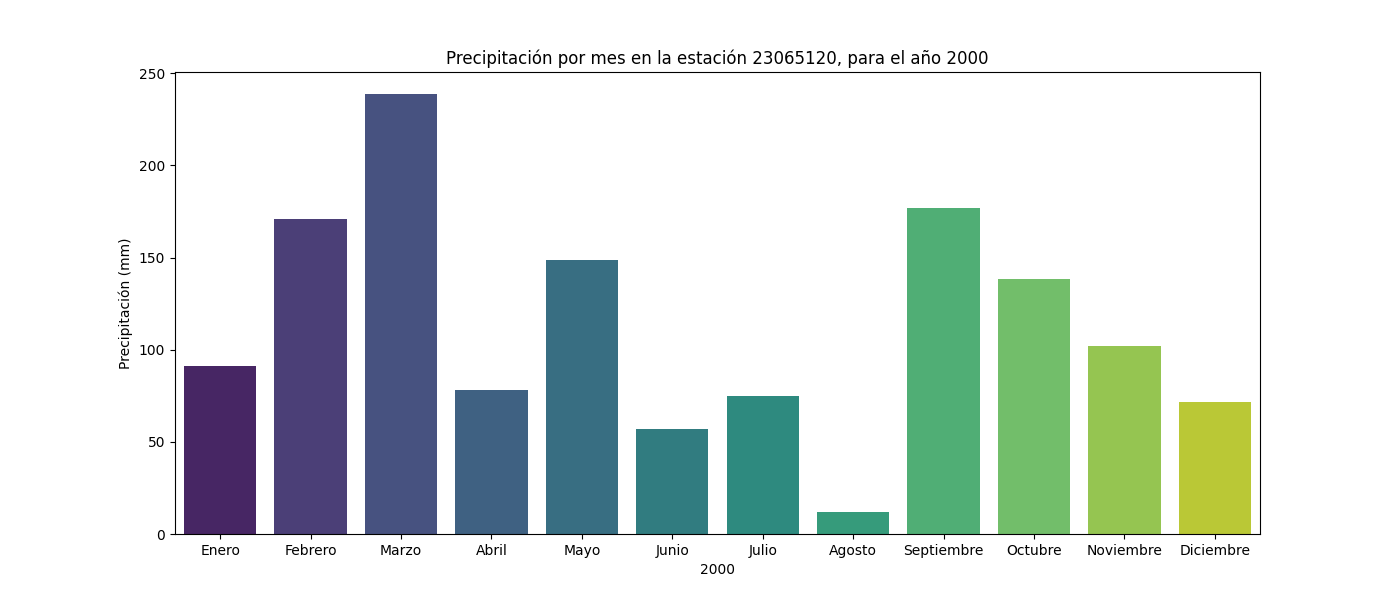 Precipitación por mes en la estación 23065120, para el año 2000
Precipitación (mm)
250
200
150
100
50
0
Enero Febrero Marzo Abril Mayo Junio Julio Agosto Septiembre Octubre Noviembre Diciembre
2000